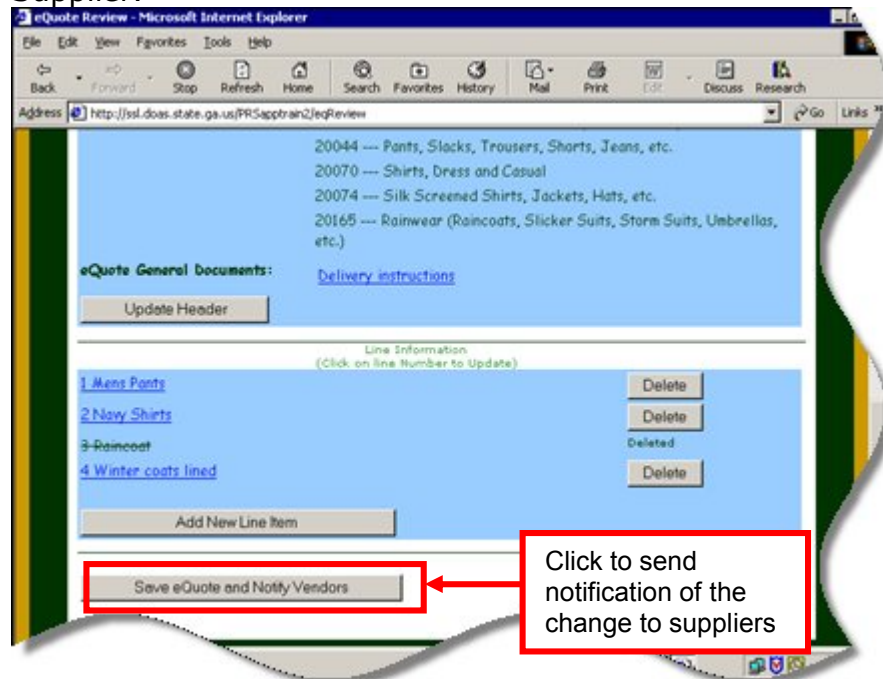 Supplier.
eQuote Review - Microsoft Internet Explorer
File Edit View Favorites Tools Help
Back Forward Stop Refresh Home Search Favorites History Mail Print Edit Discuss Research
Address http://ssl.doas.state.ga.us/PRSapptrain2/eqReview Go Links
20044 --- Pants, Slacks, Trousers, Shorts, Jeans, etc.
20070 --- Shirts, Dress and Casual
20074 --- Silk Screened Shirts, Jackets, Hats, etc.
20165 --- Rainwear (Raincoats, Slicker Suits, Storm Suits, Umbrellas,
etc.)
eQuote General Documents: Delivery instructions
Update Header
Line Information
(Click on line Number to Update)
1 Mens Pants Delete
2 Navy Shirts Delete
3 Raincoat Deleted
4 Winter coats lined Delete
Add New Line Item
Save eQuote and Notify Vendors
Click to send
notification of the
change to suppliers